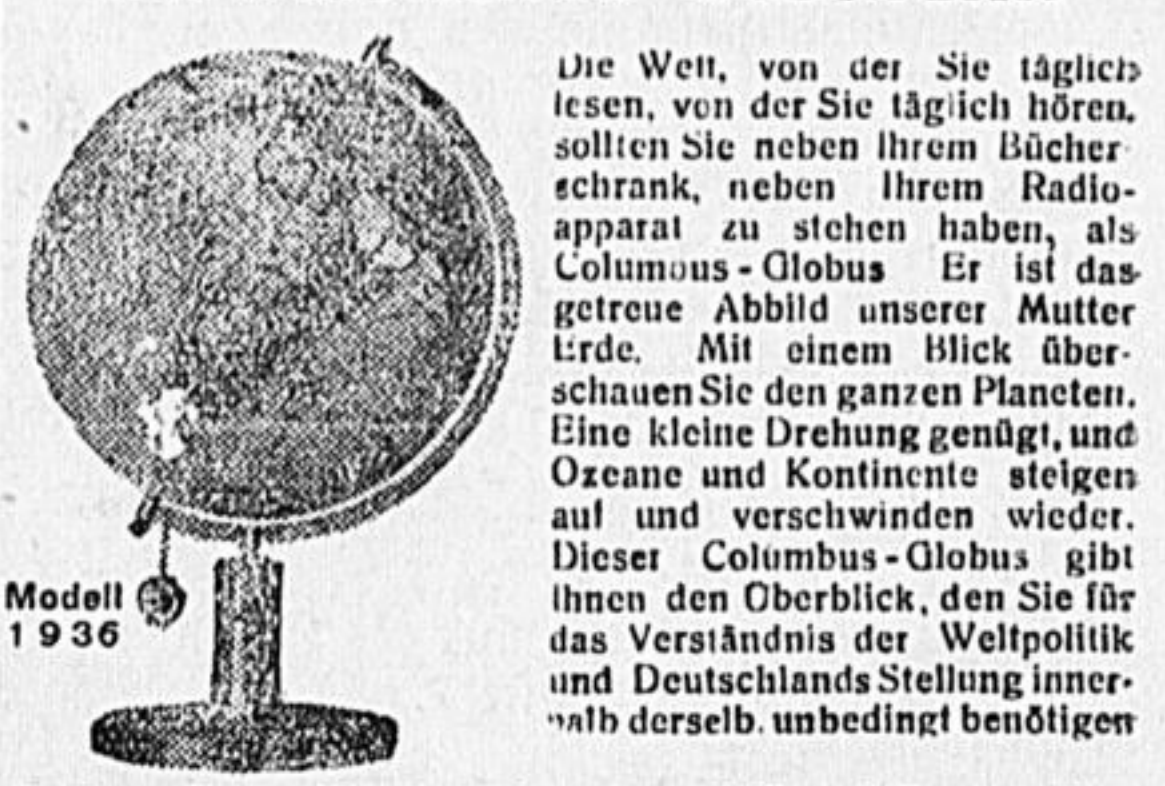 Die Welt, von der Sie täglich
lesen, von der Sie täglich hören,
sollten Sie neben Ihrem Bücher-
schrank, neben Ihrem Radio-
apparat zu stehen haben, als
Columbus-Globus Er ist das
getreue Abbild unserer Mutter
Erde. Mit einem Blick über-
schauen Sie den ganzen Planeten.
Eine kleine Drehung genügt, und
Ozeane und Kontinente steigen
auf und verschwinden wieder.
Dieser Columbus-Globus gibt
Ihnen den Überblick, den Sie für
das Verständnis der Weltpolitik
und Deutschlands Stellung inner-
halb derselb. unbedingt benötigen
Modell
1936